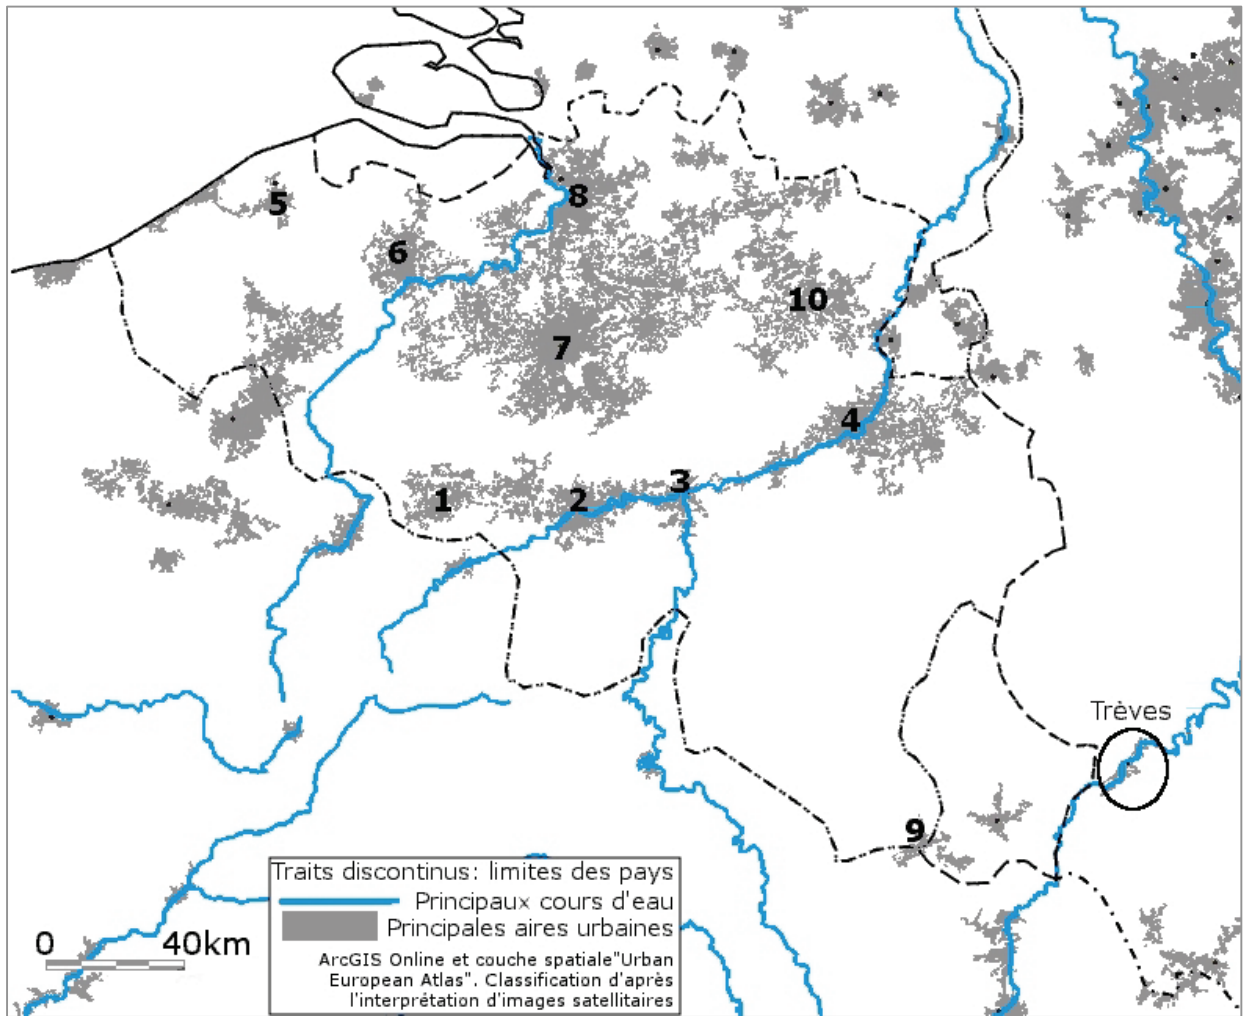 8
5
6
10
7
4
3
1
2
Trèves
9
Traits discontinus: limites des pays
Principaux cours d'eau
Principales aires urbaines
ArcGIS Online et couche spatiale"Urban
European Atlas". Classification d'après
l'interprétation d'images satellitaires
0 40km